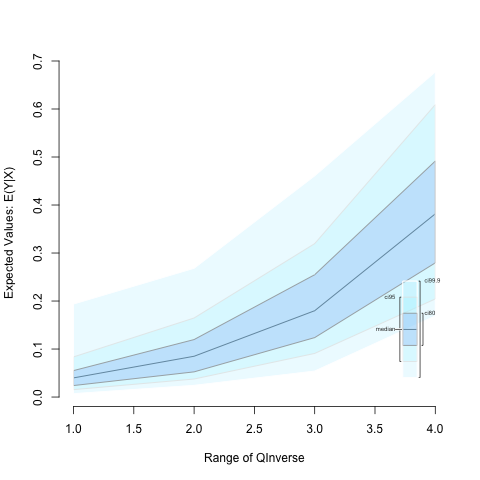 Expected Values: E(Y|X)
0.7
0.6
0.5
0.4
0.3
0.2
0.1
0.0
ci99.9
ci95
ci80
median
1.0 1.5 2.0 2.5 3.0 3.5 4.0
Range of QInverse